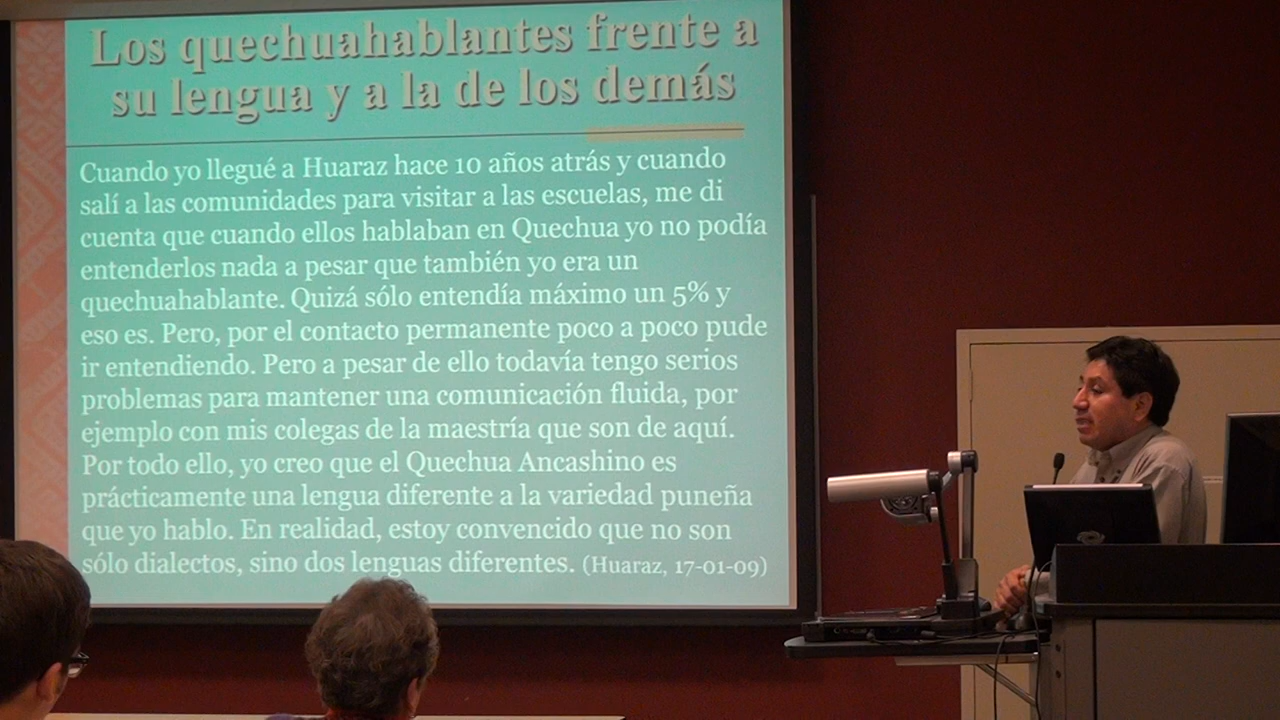 Los quechuahablantes frente a
su lengua y a la de los demás
Cuando yo llegué a Huaraz hace 10 años atrás y cuando
salí a las comunidades para visitar a las escuelas, me di
cuenta que cuando ellos hablaban en Quechua yo no podía
entenderlos nada a pesar que también yo era un
quechuahablante. Quizá sólo entendía máximo un 5% y
eso es. Pero, por el contacto permanente poco a poco pude
ir entendiendo. Pero a pesar de ello todavía tengo serios
problemas para mantener una comunicación fluida, por
ejemplo con mis colegas de la maestría que son de aquí.
Por todo ello, yo creo que el Quechua Ancashino es
prácticamente una lengua diferente a la variedad puneña
que yo hablo. En realidad, estoy convencido que no son
sólo dialectos, sino dos lenguas diferentes. (Huaraz, 17-01-09)